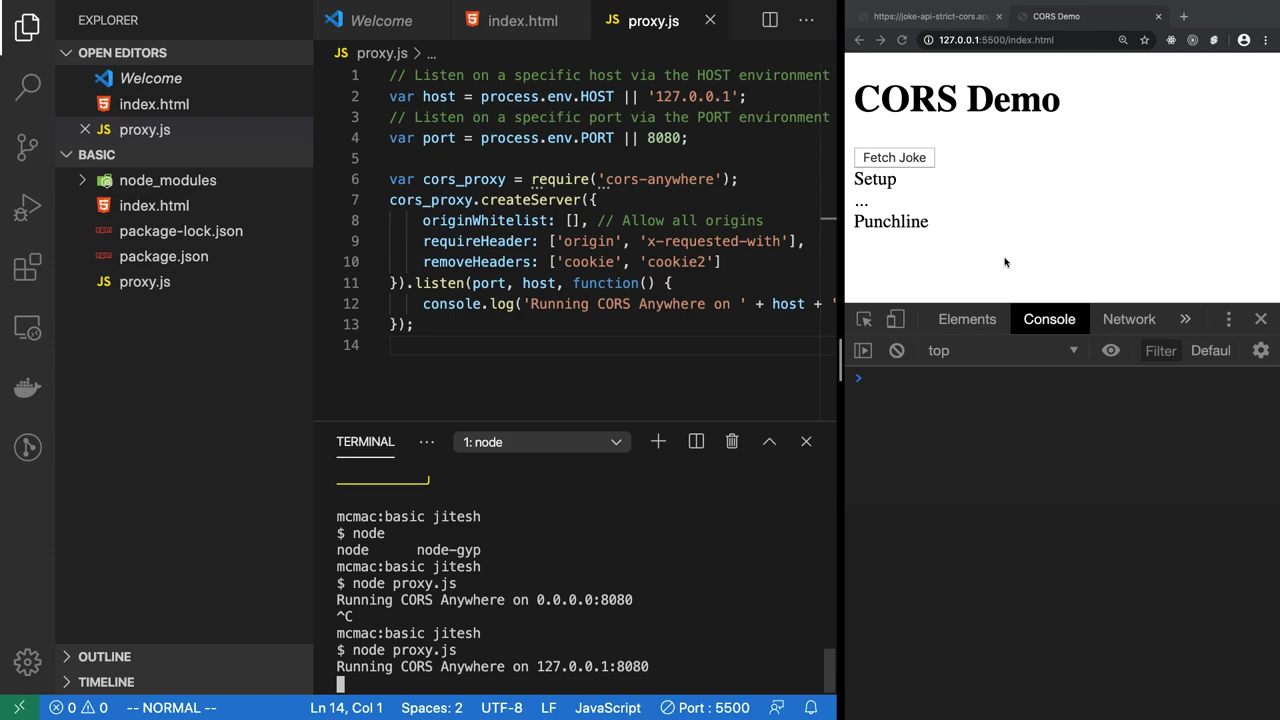 EXPLORER
OPEN EDITORS
Welcome
index.html
proxy.js
BASIC
node_modules
index.html
package-lock.json
package.json
proxy.js
OUTLINE
TIMELINE
Welcome
index.html
proxy.js
JS proxy.js > ...
1 // Listen on a specific host via the HOST environment
2 var host = process.env.HOST || '127.0.0.1';
3 // Listen on a specific port via the PORT environment
4 var port = process.env.PORT || 8080;
5
6 var cors_proxy = require('cors-anywhere');
7 cors_proxy.createServer({
8 originWhitelist: [], // Allow all origins
9 requireHeader: ['origin', 'x-requested-with'],
10 removeHeaders: ['cookie', 'cookie2']
11 }).listen(port, host, function() {
12 console.log('Running CORS Anywhere on ' + host + '
13 });
14
TERMINAL
1: node
mcmac:basic jitesh
$ node
node node-gyp
mcmac:basic jitesh
$ node proxy.js
Running CORS Anywhere on 0.0.0.0:8080
^C
mcmac:basic jitesh
$ node proxy.js
Running CORS Anywhere on 127.0.0.1:8080
0 0 -- NORMAL -- Ln 14, Col 1 Spaces: 2 UTF-8 LF JavaScript Port : 5500
https://joke-api-strict-cors.app
CORS Demo
127.0.0.1:5500/index.html
CORS Demo
Fetch Joke
Setup
...
Punchline
Elements Console Network
top Filter Defaul